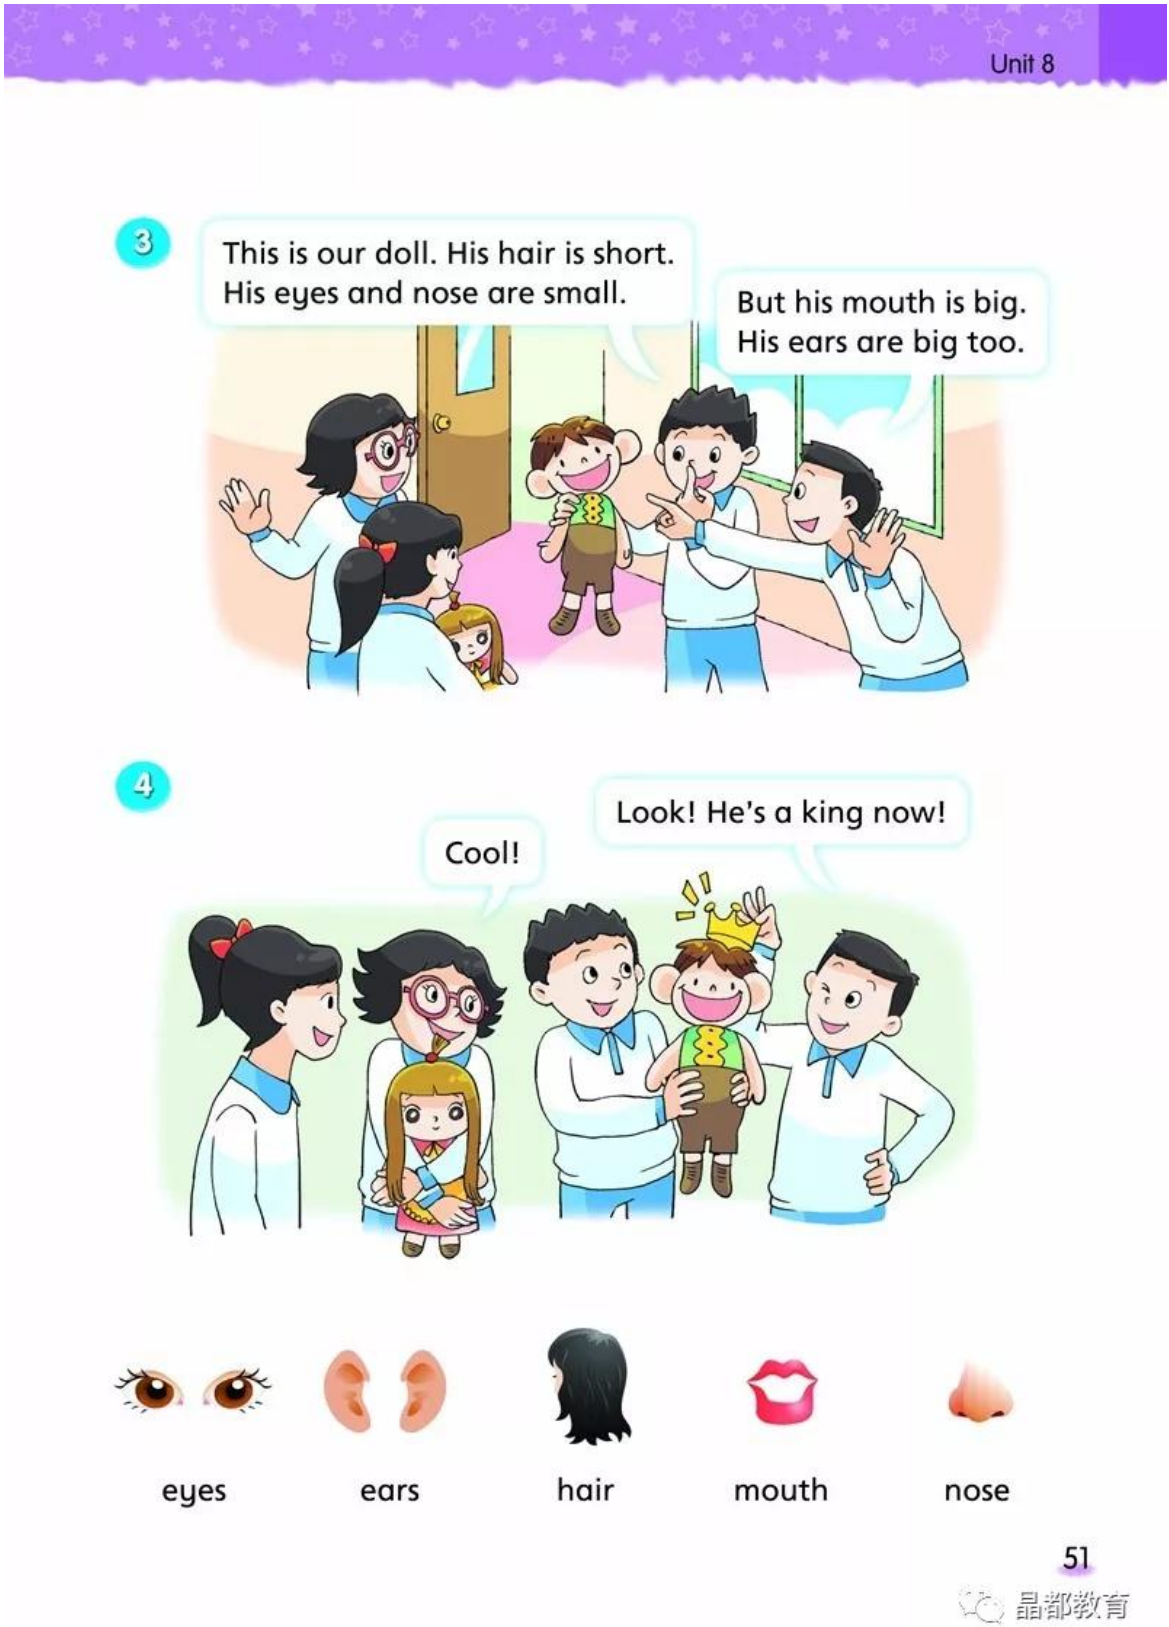 Unit 8
3
This is our doll. His hair is short.
His eyes and nose are small.
But his mouth is big.
His ears are big too.
4
Look! He's a king now!
Cool!
eyes
ears
hair
mouth
nose
51
晶都教育